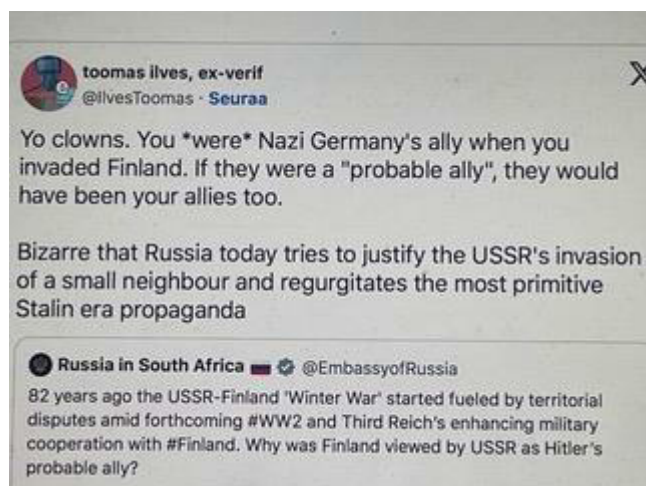 toomas ilves, ex-verif
@IlvesToomas · Seuraa
Yo clowns. You *were* Nazi Germany's ally when you
invaded Finland. If they were a "probable ally", they would
have been your allies too.
Bizarre that Russia today tries to justify the USSR's invasion
of a small neighbour and regurgitates the most primitive
Stalin era propaganda
Russia in South Africa @EmbassyofRussia
82 years ago the USSR-Finland 'Winter War' started fueled by territorial
disputes amid forthcoming #WW2 and Third Reich's enhancing military
cooperation with #Finland. Why was Finland viewed by USSR as Hitler's
probable ally?